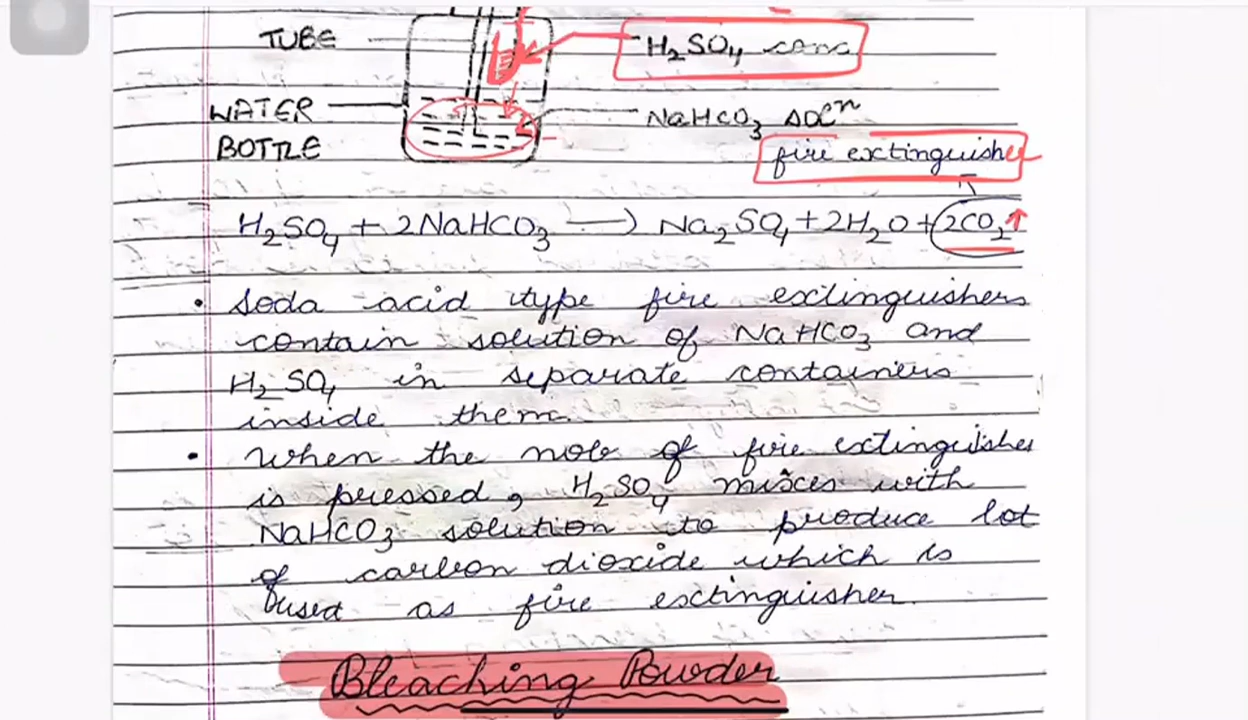 TUBE
H₂SO₄ conc
WATER
NaHCO₃ solⁿ
BOTTLE
fire extinguisher
H₂SO₄ + 2NaHCO₃ → Na₂SO₄ + 2H₂O + 2CO₂↑
• Soda acid type fire extinguishers
contain solution of NaHCO₃ and
H₂SO₄ in separate containers
inside them.
• When the nob of fire extinguisher
is pressed, H₂SO₄ mixes with
NaHCO₃ solution to produce lot
of carbon dioxide which is
used as fire extinguisher.
Bleaching Powder